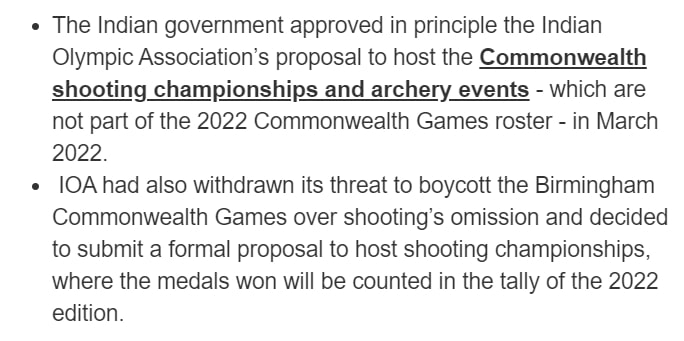 • The Indian government approved in principle the Indian
Olympic Association’s proposal to host the Commonwealth
shooting championships and archery events - which are
not part of the 2022 Commonwealth Games roster - in March
2022.
• IOA had also withdrawn its threat to boycott the Birmingham
Commonwealth Games over shooting’s omission and decided
to submit a formal proposal to host shooting championships,
where the medals won will be counted in the tally of the 2022
edition.